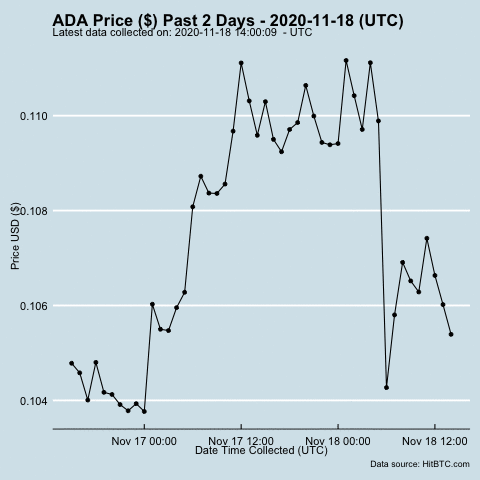 ADA Price ($) Past 2 Days - 2020-11-18 (UTC)
Latest data collected on: 2020-11-18 14:00:09  - UTC
0.110
0.108
0.106
0.104
Price USD ($)
Nov 17 00:00 Nov 17 12:00 Nov 18 00:00 Nov 18 12:00
Date Time Collected (UTC)
Data source: HitBTC.com